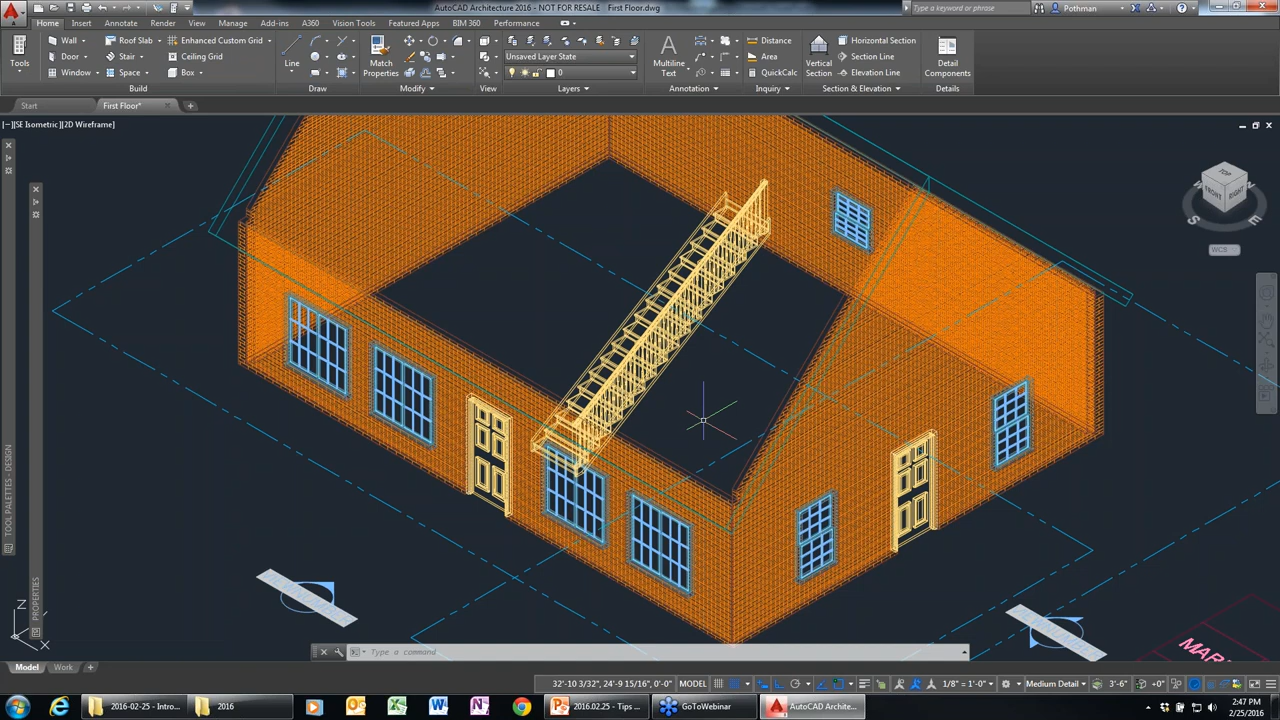 AutoCAD Architecture 2016 - NOT FOR RESALE   First Floor.dwg
Type a keyword or phrase
Pothman
Home Insert Annotate Render View Manage Add-ins A360 Vision Tools Featured Apps BIM 360 Performance
Wall Roof Slab Enhanced Custom Grid
Door Stair Ceiling Grid
Window Space Box
Tools
Line
Match Properties
Unsaved Layer State
0
Multiline Text
Distance
Area
QuickCalc
Vertical Section
Horizontal Section
Section Line
Elevation Line
Detail Components
Build Draw Modify View Layers Annotation Inquiry Section & Elevation Details
Start First Floor*
[−]SE Isometric][2D Wireframe]
TOP
FRONT
RIGHT
S
E
WCS
TOOL PALETTES - DESIGN
PROPERTIES
Z
X
Type a command
Model Work
32'-10 3/32", 24'-9 15/16", 0'-0" MODEL 1/8" = 1'-0" Medium Detail 3'-6" +0"
2016-02-25 - Intro... 2016 2016.02.25 - Tips ... GoToWebinar AutoCAD Archite...
2:47 PM
2/25/2016